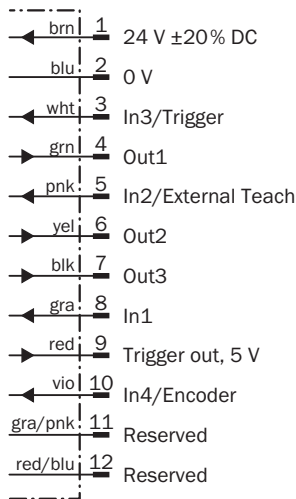 brn 1 24 V ±20% DC
blu 2 0 V
wht 3 In3/Trigger
grn 4 Out1
pnk 5 In2/External Teach
yel 6 Out2
blk 7 Out3
gra 8 In1
red 9 Trigger out, 5 V
vio 10 In4/Encoder
gra/pnk 11 Reserved
red/blu 12 Reserved